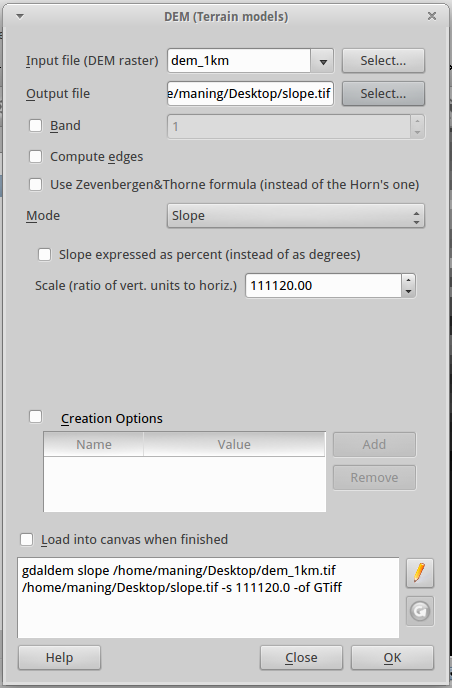 DEM (Terrain models)
Input file (DEM raster) dem_1km Select...
Output file e/maning/Desktop/slope.tif Select...
Band 1
Compute edges
Use Zevenbergen&Thorne formula (instead of the Horn's one)
Mode Slope
Slope expressed as percent (instead of as degrees)
Scale (ratio of vert. units to horiz.) 111120.00
Creation Options
Name Value Add
Remove
Load into canvas when finished
gdaldem slope /home/maning/Desktop/dem_1km.tif
/home/maning/Desktop/slope.tif -s 111120.0 -of GTiff
Help Close OK